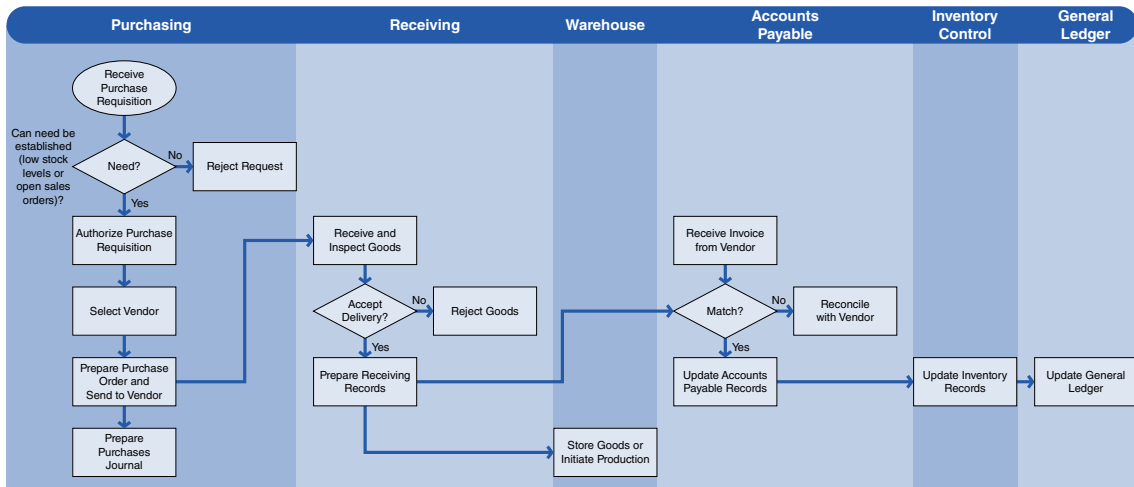 Purchasing
Receiving
Warehouse
Accounts
Payable
Inventory
Control
General
Ledger
Receive
Purchase
Requisition
Can need be
established
(low stock
levels or
open sales
orders)?
Need?
No
Reject Request
Yes
Authorize Purchase
Requisition
Select Vendor
Prepare Purchase
Order and
Send to Vendor
Prepare
Purchases
Journal
Receive and
Inspect Goods
Accept
Delivery?
No
Reject Goods
Yes
Prepare Receiving
Records
Store Goods or
Initiate Production
Receive Invoice
from Vendor
Match?
No
Reconcile
with Vendor
Yes
Update Accounts
Payable Records
Update Inventory
Records
Update General
Ledger